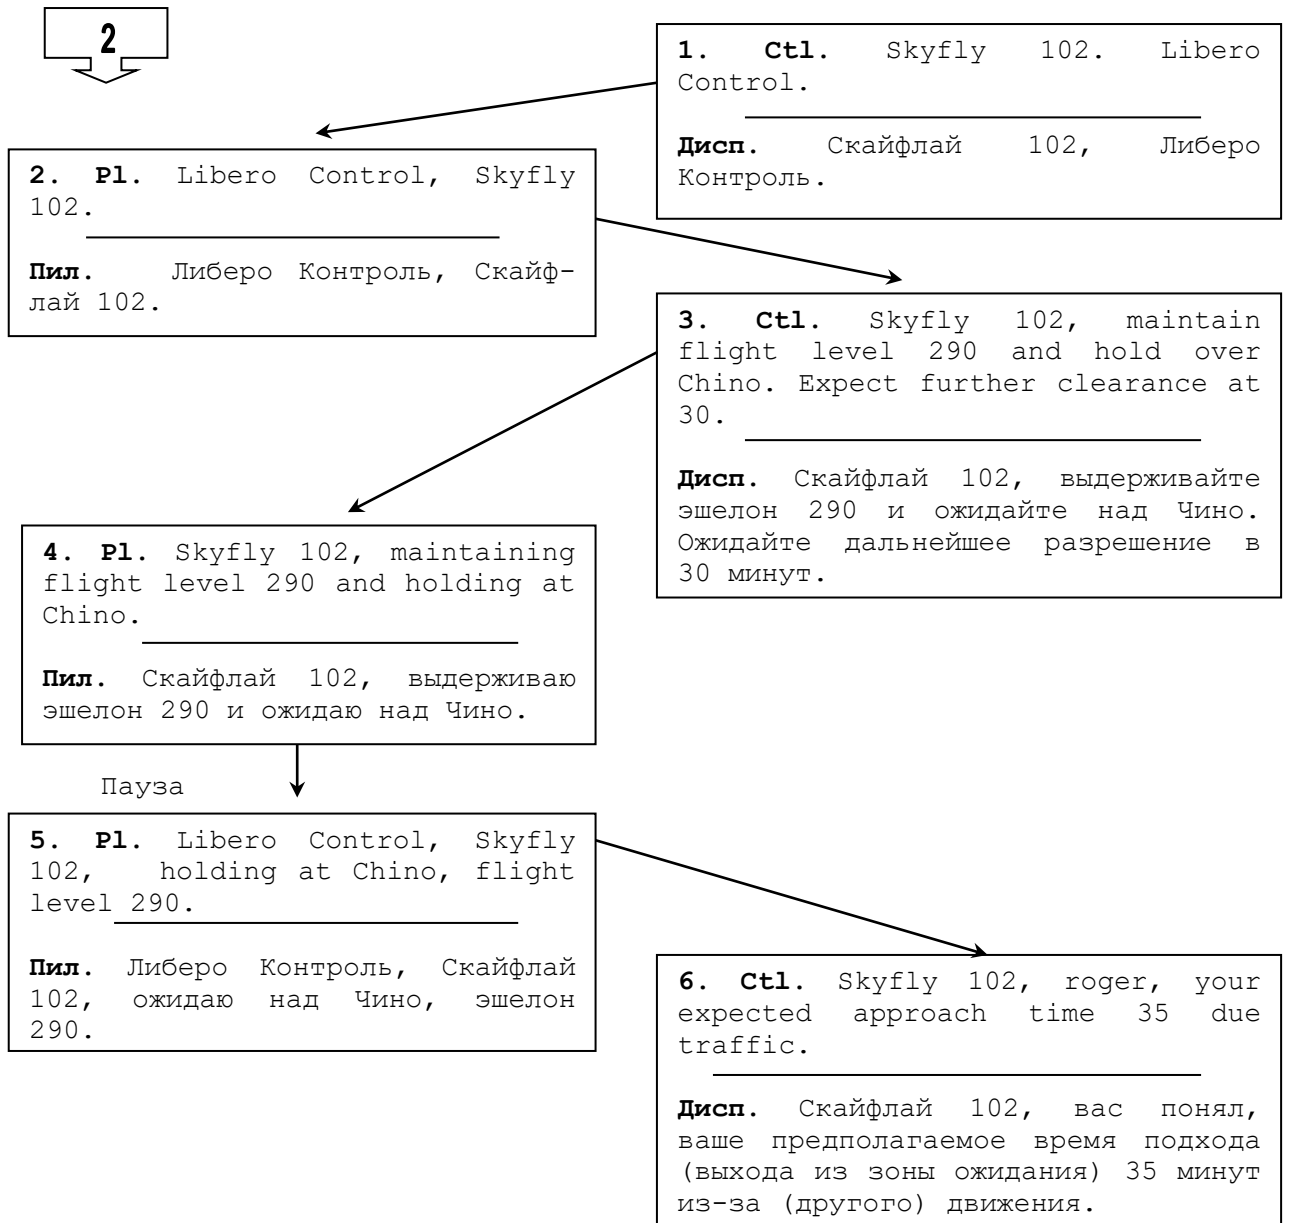 2
1. Ctl. Skyfly 102. Libero
Control.
Дисп. Скайфлай 102, Либеро
Контроль.
2. Pl. Libero Control, Skyfly
102.
Пил. Либеро Контроль, Скайф-
лай 102.
3. Ctl. Skyfly 102, maintain
flight level 290 and hold over
Chino. Expect further clearance at
30.
Дисп. Скайфлай 102, выдерживайте
эшелон 290 и ожидайте над Чино.
Ожидайте дальнейшее разрешение в
30 минут.
4. Pl. Skyfly 102, maintaining
flight level 290 and holding at
Chino.
Пил. Скайфлай 102, выдерживаю
эшелон 290 и ожидаю над Чино.
Пауза
5. Pl. Libero Control, Skyfly
102, holding at Chino, flight
level 290.
Пил. Либеро Контроль, Скайфлай
102, ожидаю над Чино, эшелон
290.
6. Ctl. Skyfly 102, roger, your
expected approach time 35 due
traffic.
Дисп. Скайфлай 102, вас понял,
ваше предполагаемое время подхода
(выхода из зоны ожидания) 35 минут
из-за (другого) движения.